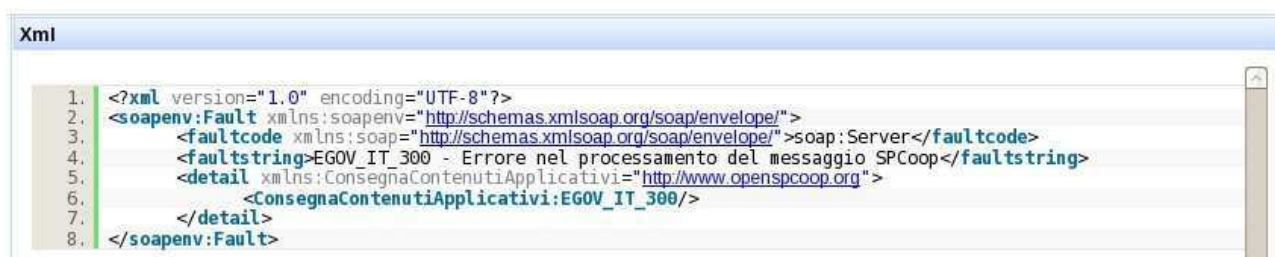 Xml
1. <?xml version="1.0" encoding="UTF-8"?>
2. <soapenv:Fault xmlns:soapenv="http://schemas.xmlsoap.org/soap/envelope/">
3. <faultcode xmlns:soap="http://schemas.xmlsoap.org/soap/envelope/">soap:Server</faultcode>
4. <faultstring>EGOV_IT_300 - Errore nel processamento del messaggio SPCoop</faultstring>
5. <detail xmlns:ConsegnaContenutiApplicativi="http://www.openspcoop.org">
6. <ConsegnaContenutiApplicativi:EGOV_IT_300/>
7. </detail>
8. </soapenv:Fault>